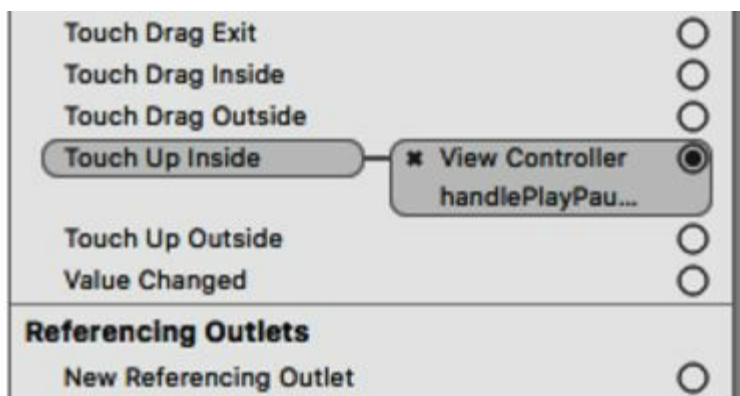 Touch Drag Exit
Touch Drag Inside
Touch Drag Outside
Touch Up Inside
View Controller
handlePlayPau...
Touch Up Outside
Value Changed
Referencing Outlets
New Referencing Outlet